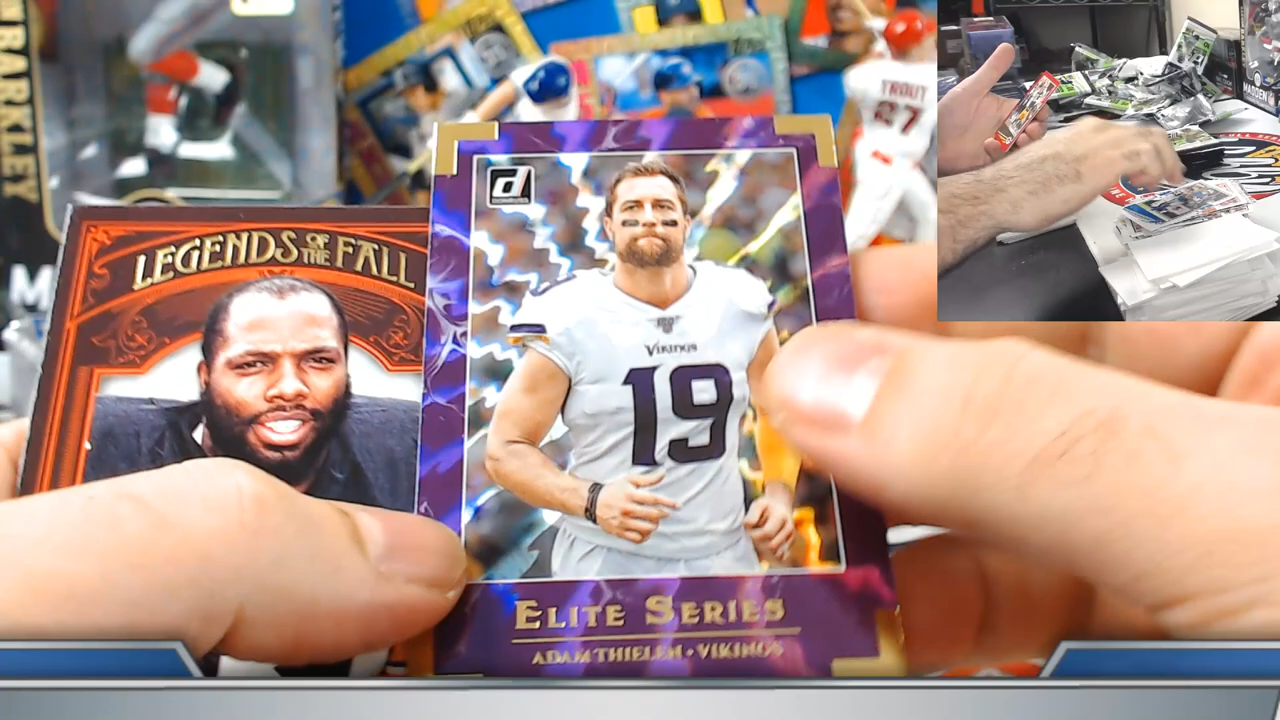 BARKLEY
TROUT
27
MADDEN
LEGENDS OF THE FALL
d
DONRUSS
VIKINGS
19
ELITE SERIES
ADAM THIELEN • VIKINGS